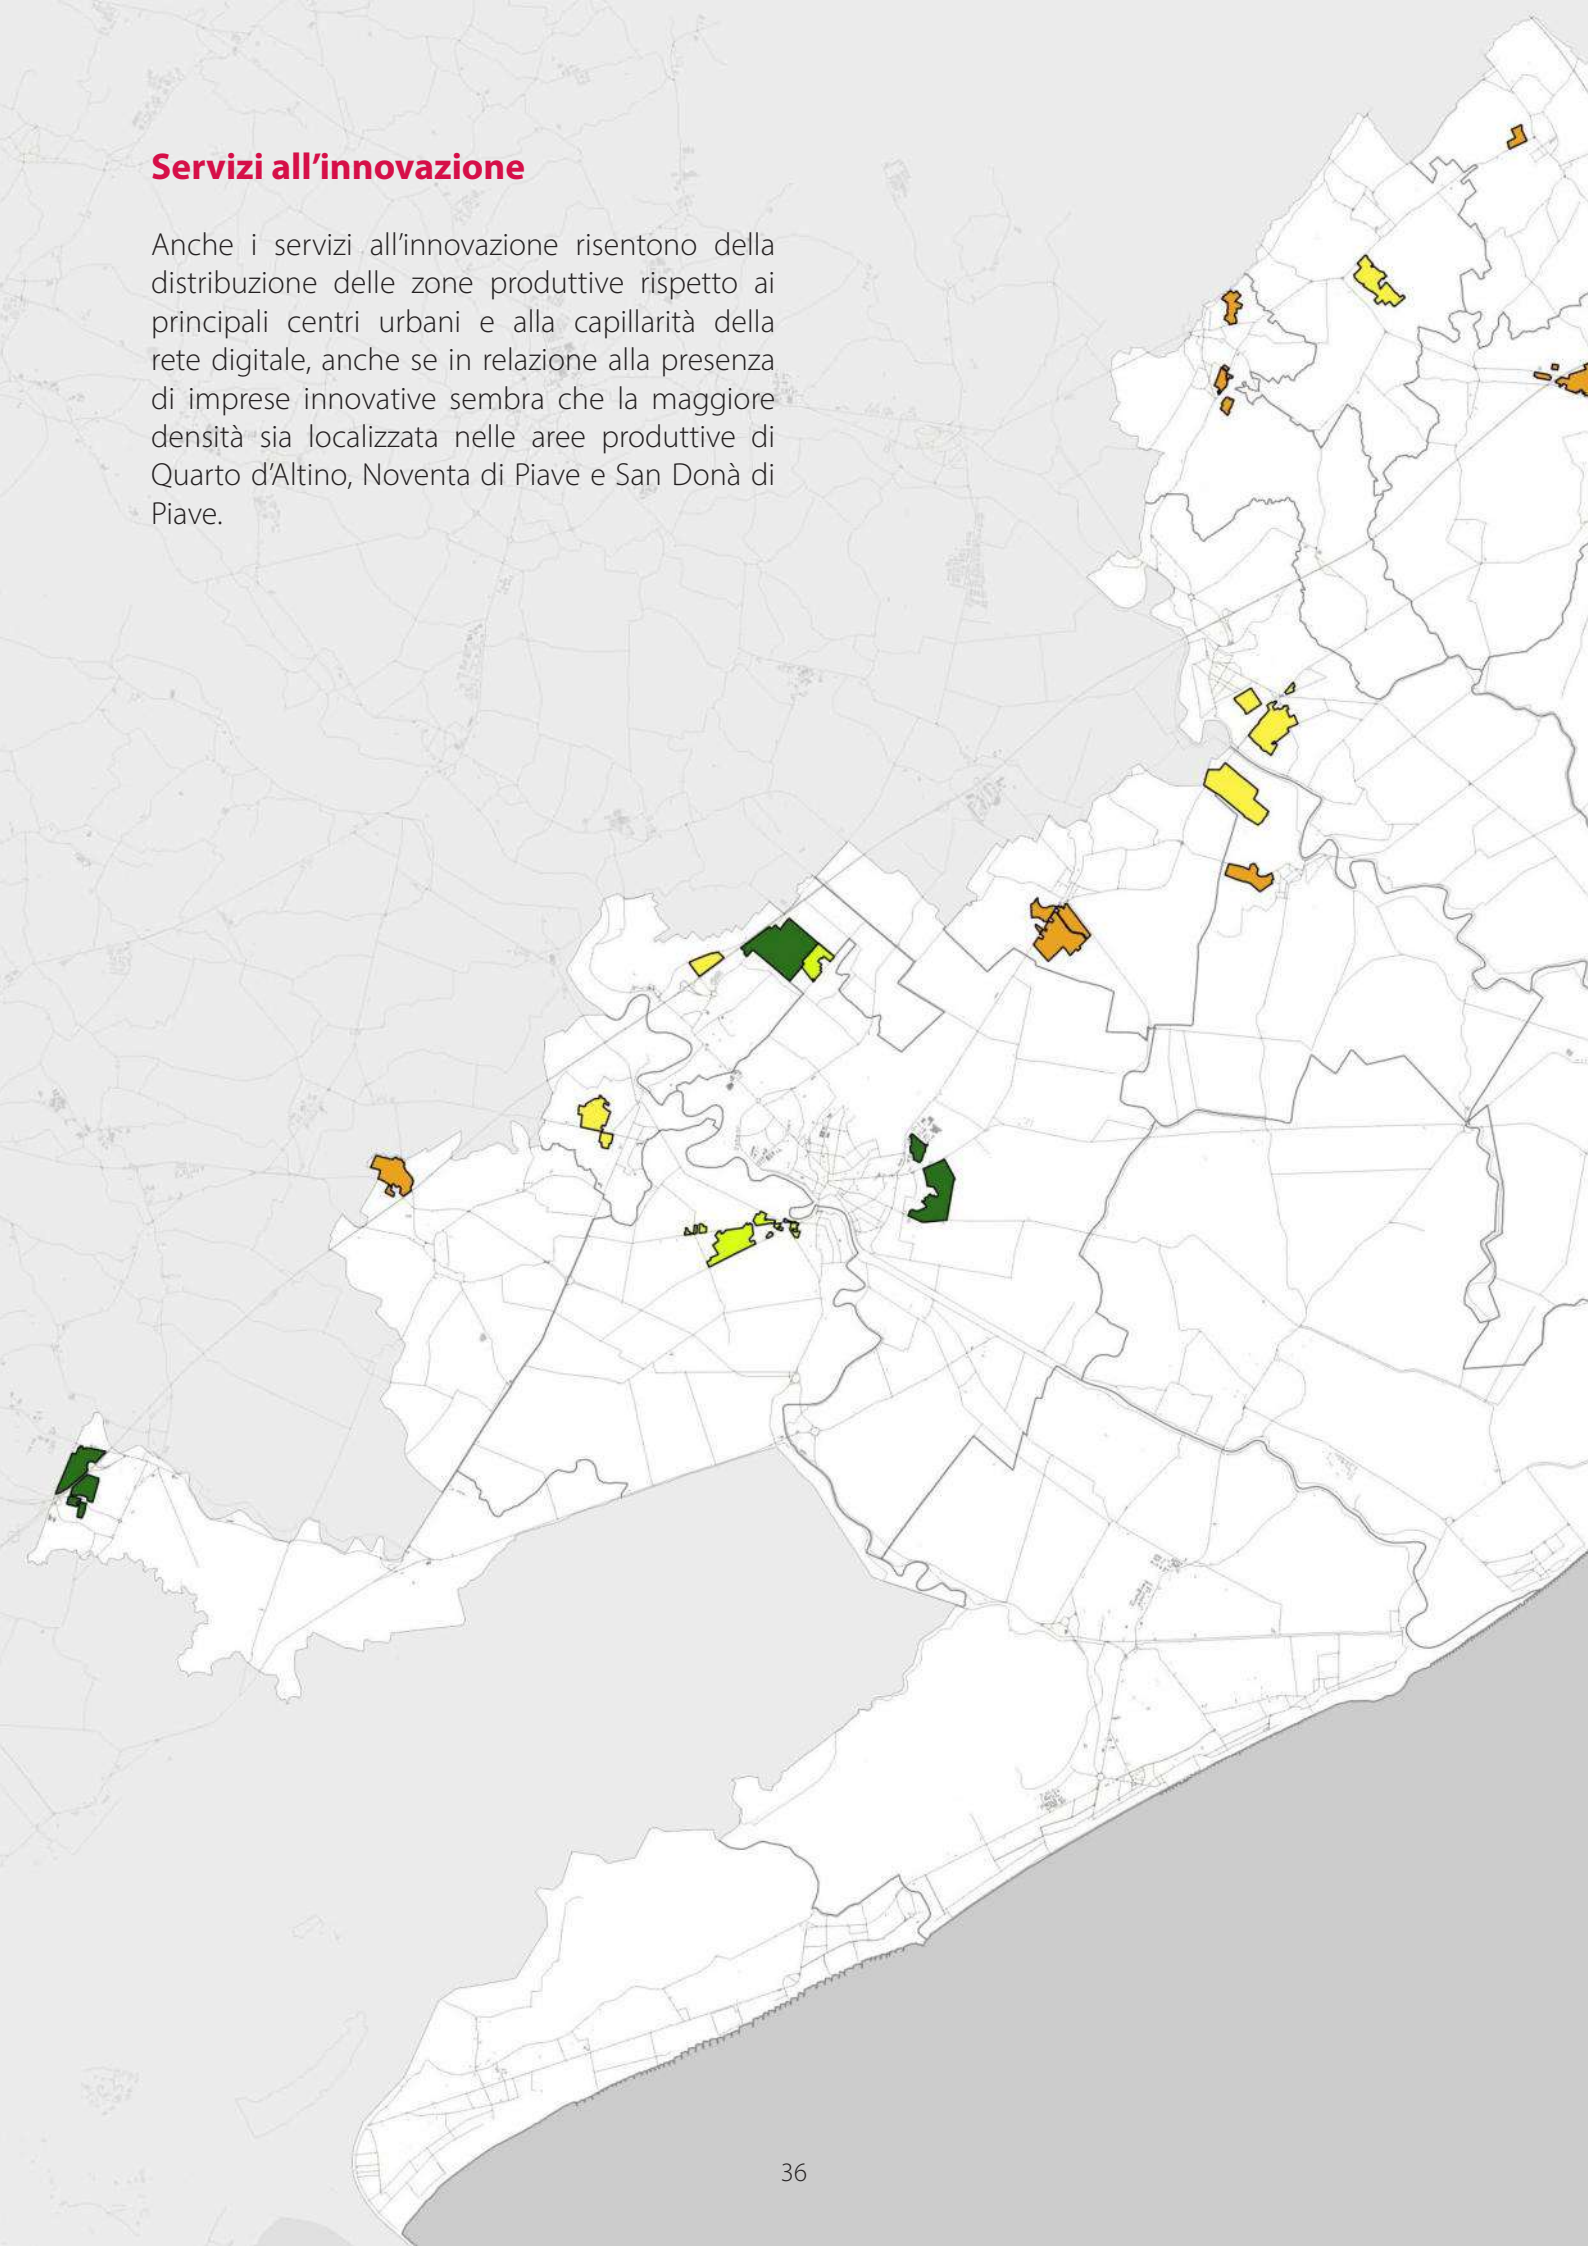 Servizi all’innovazione
Anche i servizi all’innovazione risentono della
distribuzione delle zone produttive rispetto ai
principali centri urbani e alla capillarità della
rete digitale, anche se in relazione alla presenza
di imprese innovative sembra che la maggiore
densità sia localizzata nelle aree produttive di
Quarto d’Altino, Noventa di Piave e San Donà di
Piave.
36